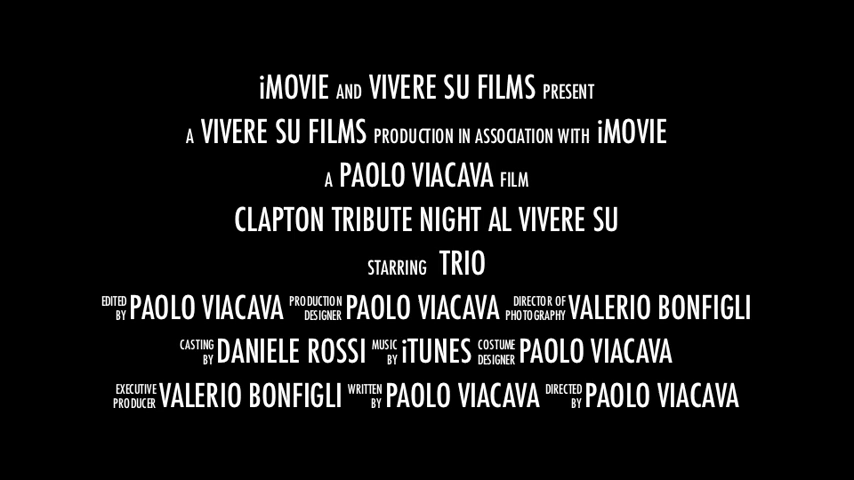 iMOVIE AND VIVERE SU FILMS PRESENT
A VIVERE SU FILMS PRODUCTION IN ASSOCIATION WITH iMOVIE
A PAOLO VIACAVA FILM
CLAPTON TRIBUTE NIGHT AL VIVERE SU
STARRING TRIO
EDITED BY PAOLO VIACAVA PRODUCTION DESIGNER PAOLO VIACAVA DIRECTOR OF PHOTOGRAPHY VALERIO BONFIGLI
CASTING BY DANIELE ROSSI MUSIC BY iTUNES COSTUME DESIGNER PAOLO VIACAVA
EXECUTIVE PRODUCER VALERIO BONFIGLI WRITTEN BY PAOLO VIACAVA DIRECTED BY PAOLO VIACAVA